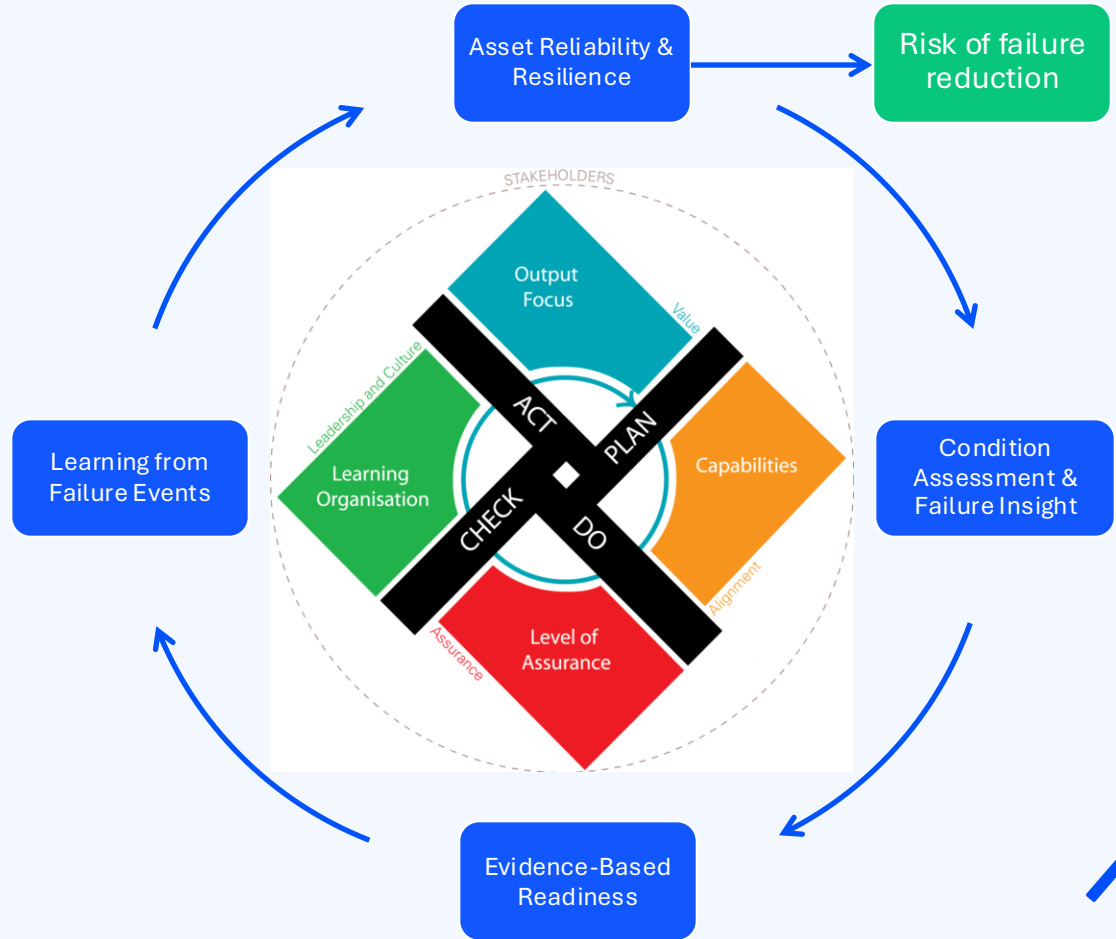 Asset Reliability &
Resilience
Risk of failure
reduction
STAKEHOLDERS
Output
Focus
Value
Leadership and Culture
ACT
PLAN
Learning
Organisation
Capabilities
CHECK
DO
Learning from
Failure Events
Condition
Assessment &
Failure Insight
Alignment
Assurance
Level of
Assurance
Evidence-Based
Readiness